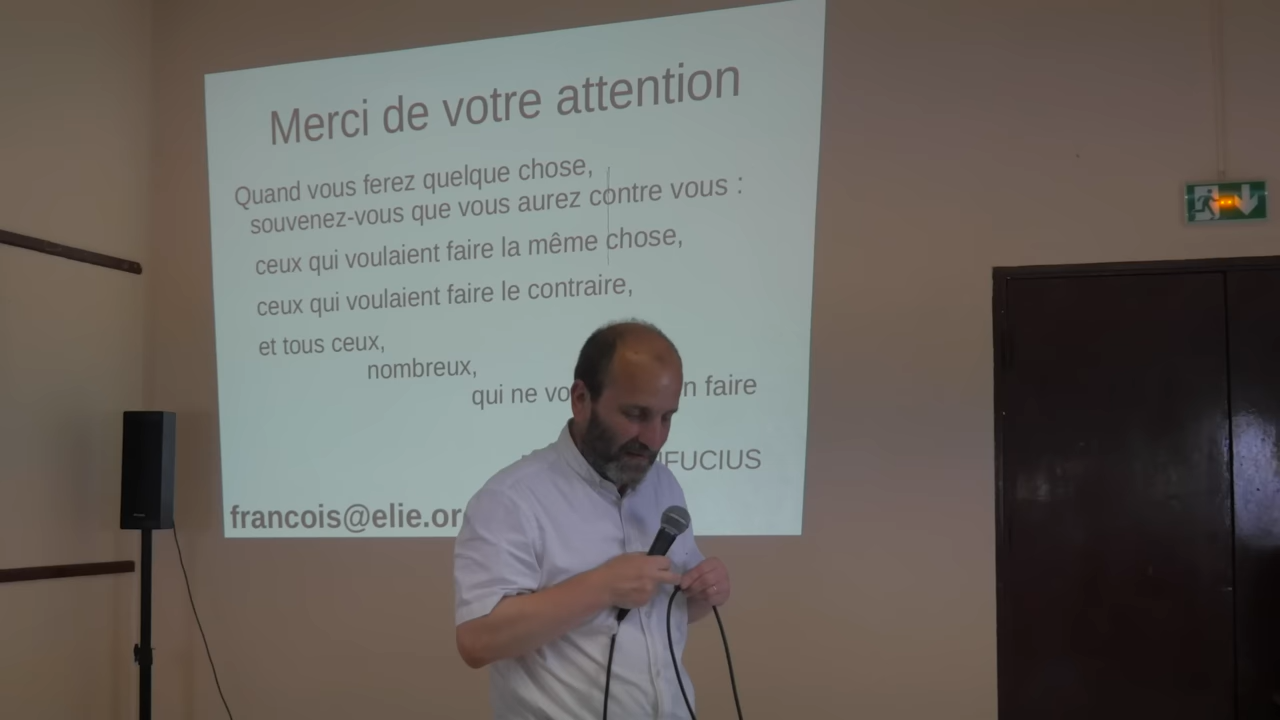 Merci de votre attention
Quand vous ferez quelque chose,
souvenez-vous que vous aurez contre vous :
ceux qui voulaient faire la même chose,
ceux qui voulaient faire le contraire,
et tous ceux,
nombreux,
qui ne faire
francois@elie.or